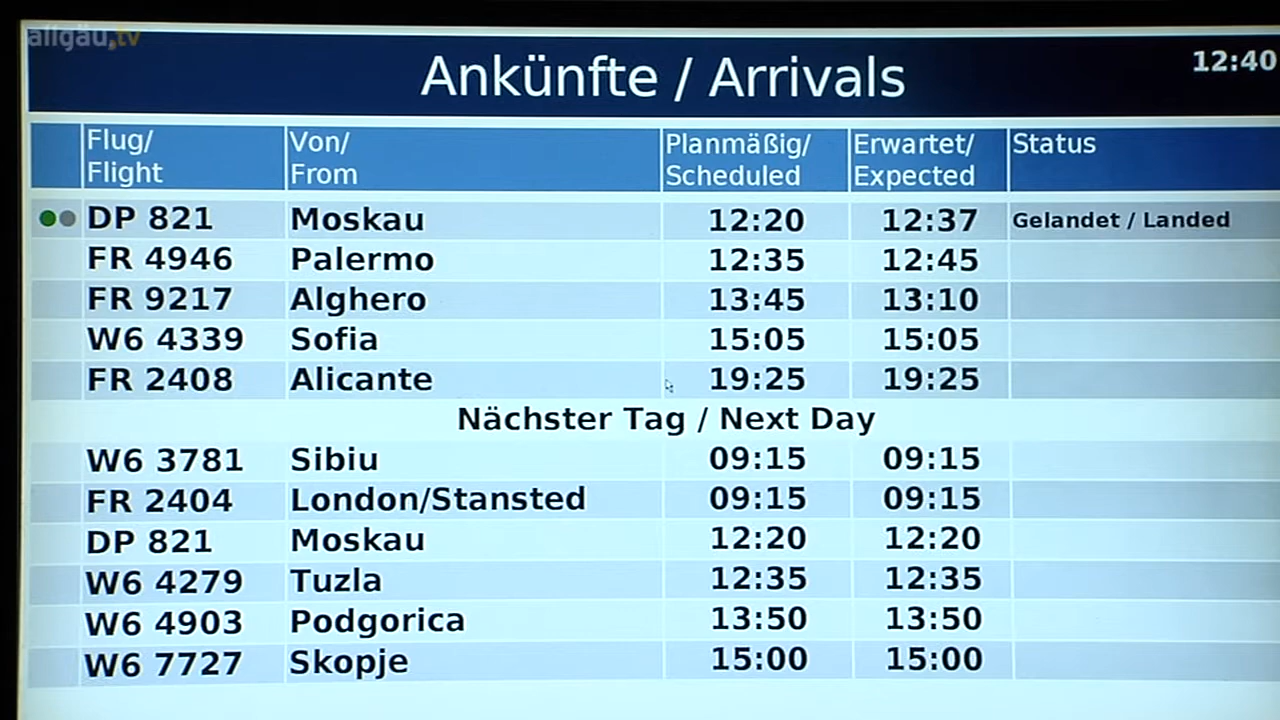 allgäu.tv
Ankünfte / Arrivals 12:40
Flug/ Von/ Planmäßig/ Erwartet/ Status
Flight From Scheduled Expected
DP 821 Moskau 12:20 12:37 Gelandet / Landed
FR 4946 Palermo 12:35 12:45
FR 9217 Alghero 13:45 13:10
W6 4339 Sofia 15:05 15:05
FR 2408 Alicante 19:25 19:25
Nächster Tag / Next Day
W6 3781 Sibiu 09:15 09:15
FR 2404 London/Stansted 09:15 09:15
DP 821 Moskau 12:20 12:20
W6 4279 Tuzla 12:35 12:35
W6 4903 Podgorica 13:50 13:50
W6 7727 Skopje 15:00 15:00